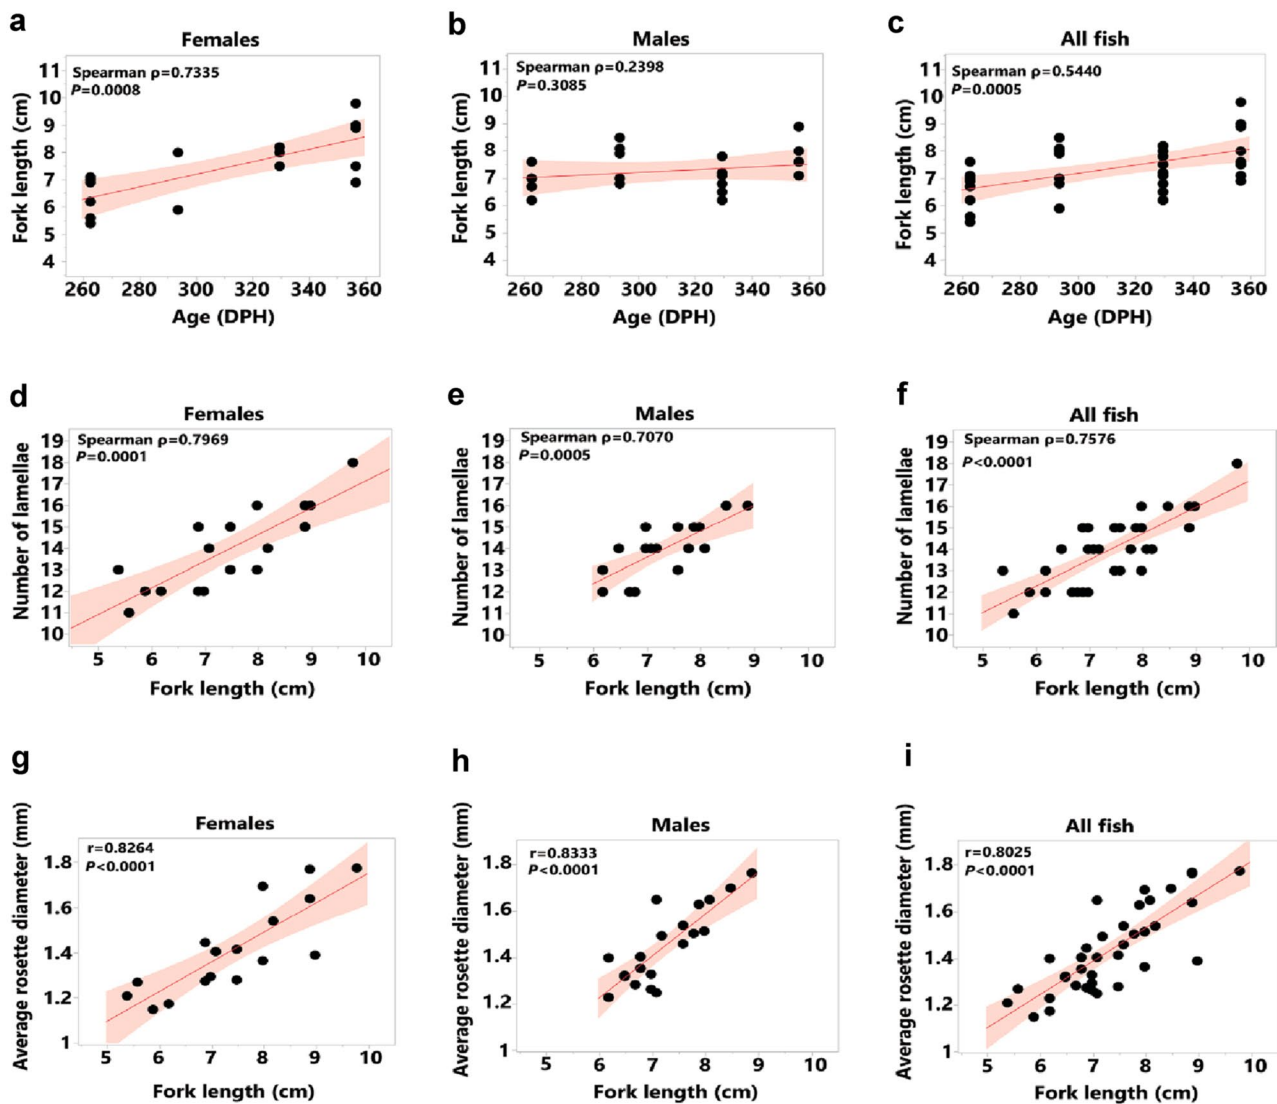 a
Females
Spearman ρ=0.7335
P=0.0008
Fork length (cm)
11
10
9
8
7
6
5
4
260 280 300 320 340 360
Age (DPH)
b
Males
Spearman ρ=0.2398
P=0.3085
Fork length (cm)
11
10
9
8
7
6
5
4
260 280 300 320 340 360
Age (DPH)
c
All fish
Spearman ρ=0.5440
P=0.0005
Fork length (cm)
11
10
9
8
7
6
5
4
260 280 300 320 340 360
Age (DPH)
d
Females
Spearman ρ=0.7969
P=0.0001
Number of lamellae
19
18
17
16
15
14
13
12
11
10
5 6 7 8 9 10
Fork length (cm)
e
Males
Spearman ρ=0.7070
P=0.0005
Number of lamellae
19
18
17
16
15
14
13
12
11
10
5 6 7 8 9 10
Fork length (cm)
f
All fish
Spearman ρ=0.7576
P<0.0001
Number of lamellae
19
18
17
16
15
14
13
12
11
10
5 6 7 8 9 10
Fork length (cm)
g
Females
r=0.8264
P<0.0001
Average rosette diameter (mm)
1.8
1.6
1.4
1.2
1
5 6 7 8 9 10
Fork length (cm)
h
Males
r=0.8333
P<0.0001
Average rosette diameter (mm)
1.8
1.6
1.4
1.2
1
5 6 7 8 9 10
Fork length (cm)
i
All fish
r=0.8025
P<0.0001
Average rosette diameter (mm)
1.8
1.6
1.4
1.2
1
5 6 7 8 9 10
Fork length (cm)